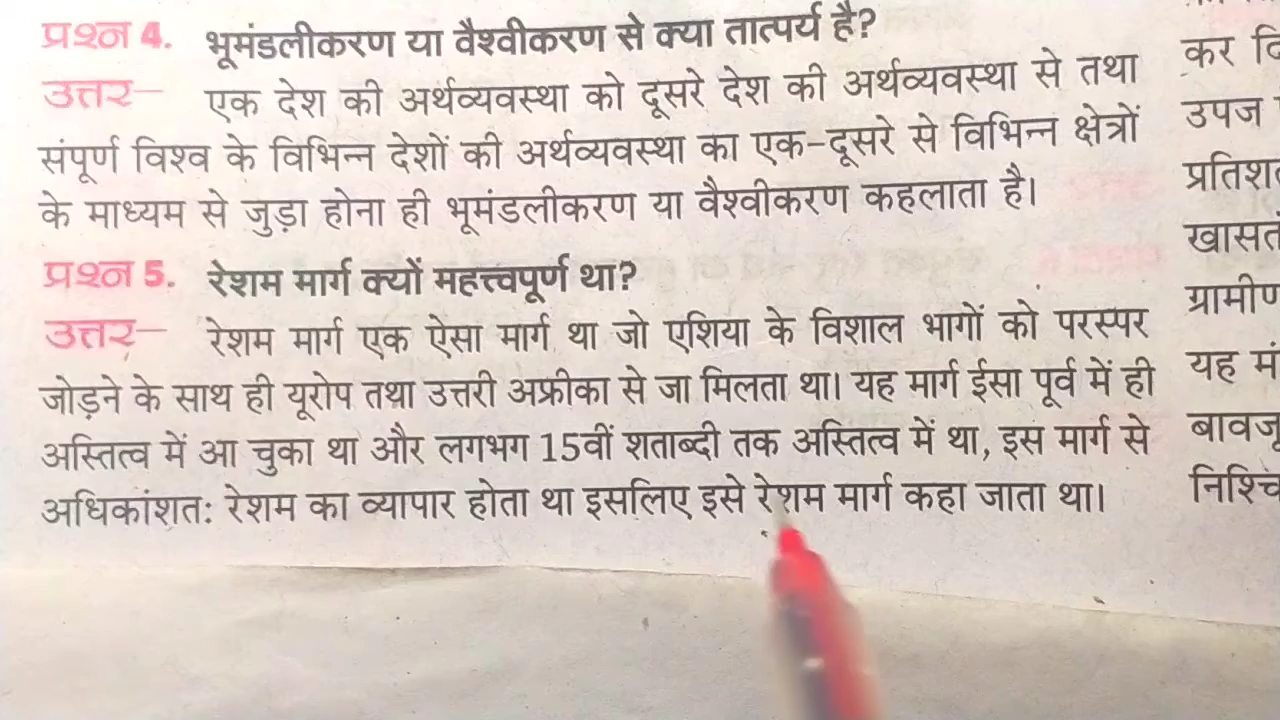 प्रश्न 4. भूमंडलीकरण या वैश्वीकरण से क्या तात्पर्य है?
उत्तर– एक देश की अर्थव्यवस्था को दूसरे देश की अर्थव्यवस्था से तथा
संपूर्ण विश्व के विभिन्न देशों की अर्थव्यवस्था का एक-दूसरे से विभिन्न क्षेत्रों
के माध्यम से जुड़ा होना ही भूमंडलीकरण या वैश्वीकरण कहलाता है।
प्रश्न 5. रेशम मार्ग क्यों महत्त्वपूर्ण था?
उत्तर– रेशम मार्ग एक ऐसा मार्ग था जो एशिया के विशाल भागों को परस्पर
जोड़ने के साथ ही यूरोप तथा उत्तरी अफ्रीका से जा मिलता था। यह मार्ग ईसा पूर्व में ही
अस्तित्व में आ चुका था और लगभग 15वीं शताब्दी तक अस्तित्व में था, इस मार्ग से
अधिकांशत: रेशम का व्यापार होता था इसलिए इसे रेशम मार्ग कहा जाता था।
कर
उपज
यह